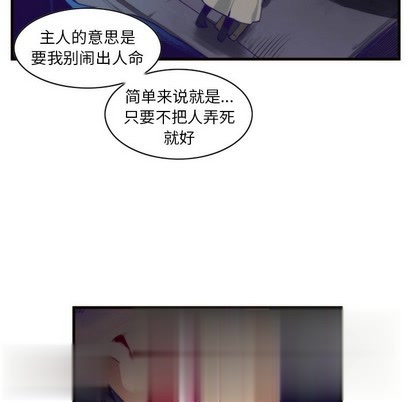 主人的意思是
要我别闹出人命
简单来说就是...
只要不把人弄死
就好